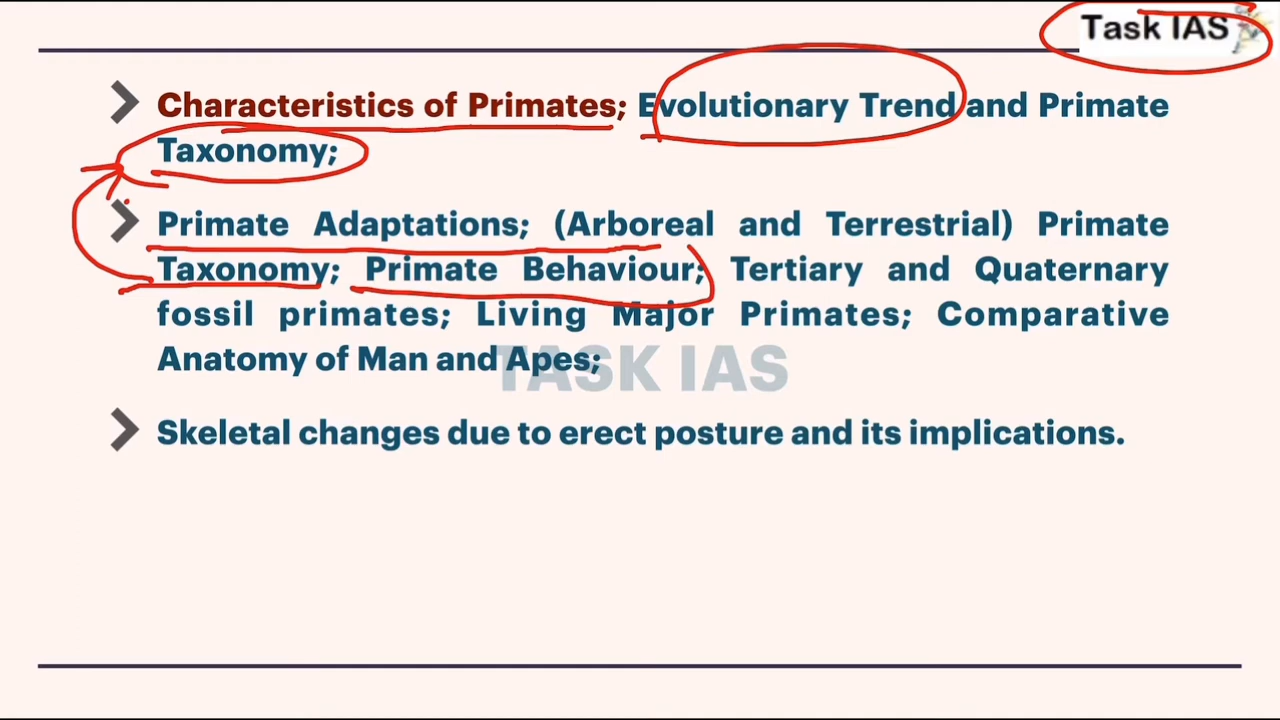 Task IAS
Characteristics of Primates; Evolutionary Trend and Primate
Taxonomy;
Primate Adaptations; (Arboreal and Terrestrial) Primate
Taxonomy; Primate Behaviour; Tertiary and Quaternary
fossil primates; Living Major Primates; Comparative
Anatomy of Man and Apes;
TASK IAS
Skeletal changes due to erect posture and its implications.